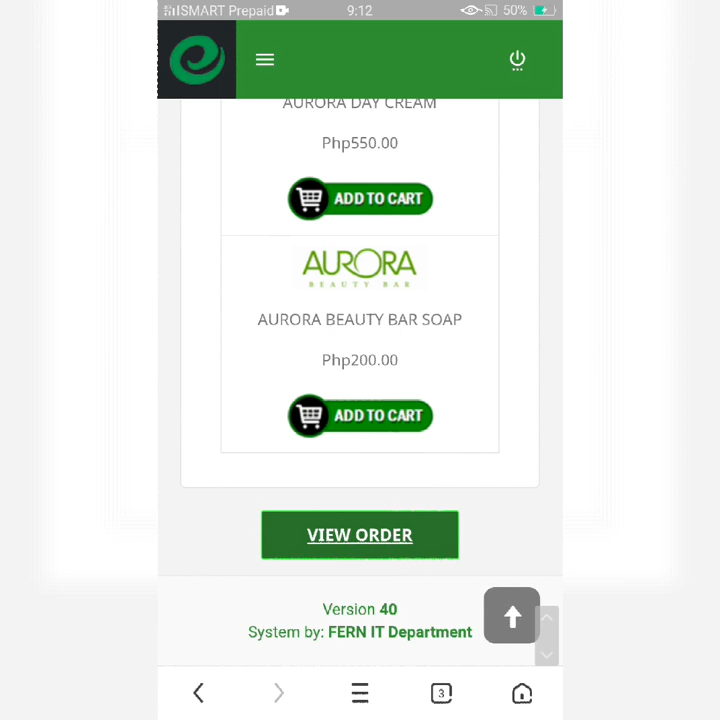 SMART Prepaid
9:12
50%
AURORA DAY CREAM
Php550.00
ADD TO CART
AURORA
BEAUTY BAR
AURORA BEAUTY BAR SOAP
Php200.00
ADD TO CART
VIEW ORDER
Version 40
System by: FERN IT Department
3